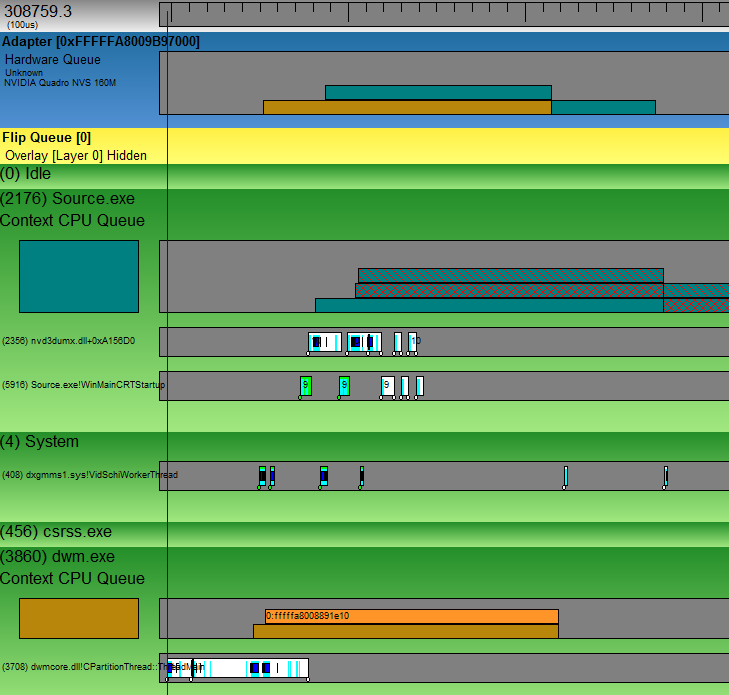 308759.3
(100us)
Adapter [0xFFFFFA8009B97000]
Hardware Queue
Unknown
NVIDIA Quadro NVS 160M
Flip Queue [0]
Overlay [Layer 0] Hidden
(0) Idle
(2176) Source.exe
Context CPU Queue
(2356) nvd3dumx.dll+0xA156D0
10
(5916) Source.exe!WinMainCRTStartup
9 9 9
(4) System
(408) dxgmms1.sys!VidSchiWorkerThread
(456) csrss.exe
(3860) dwm.exe
Context CPU Queue
0:fffffa8008891e10
(3708) dwmcore.dll!CPartitionThread::ThreadMain